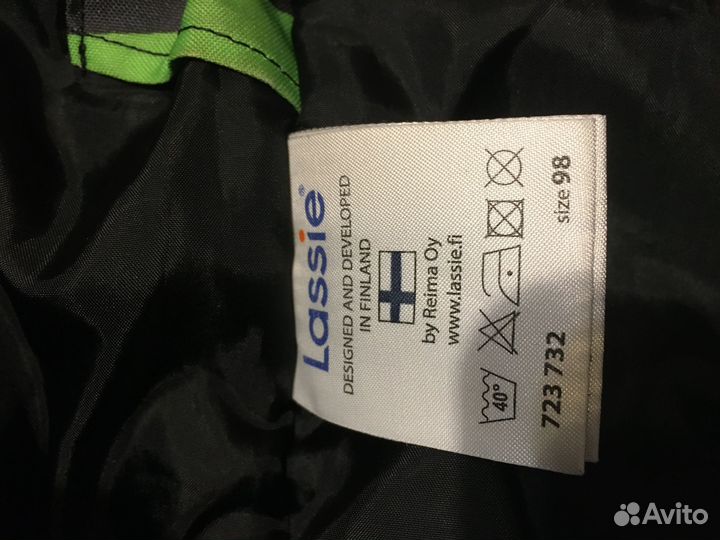 Lassie®
DESIGNED AND DEVELOPED
IN FINLAND
by Reima Oy
www.lassie.fi
40°
723 732
size 98
Avito